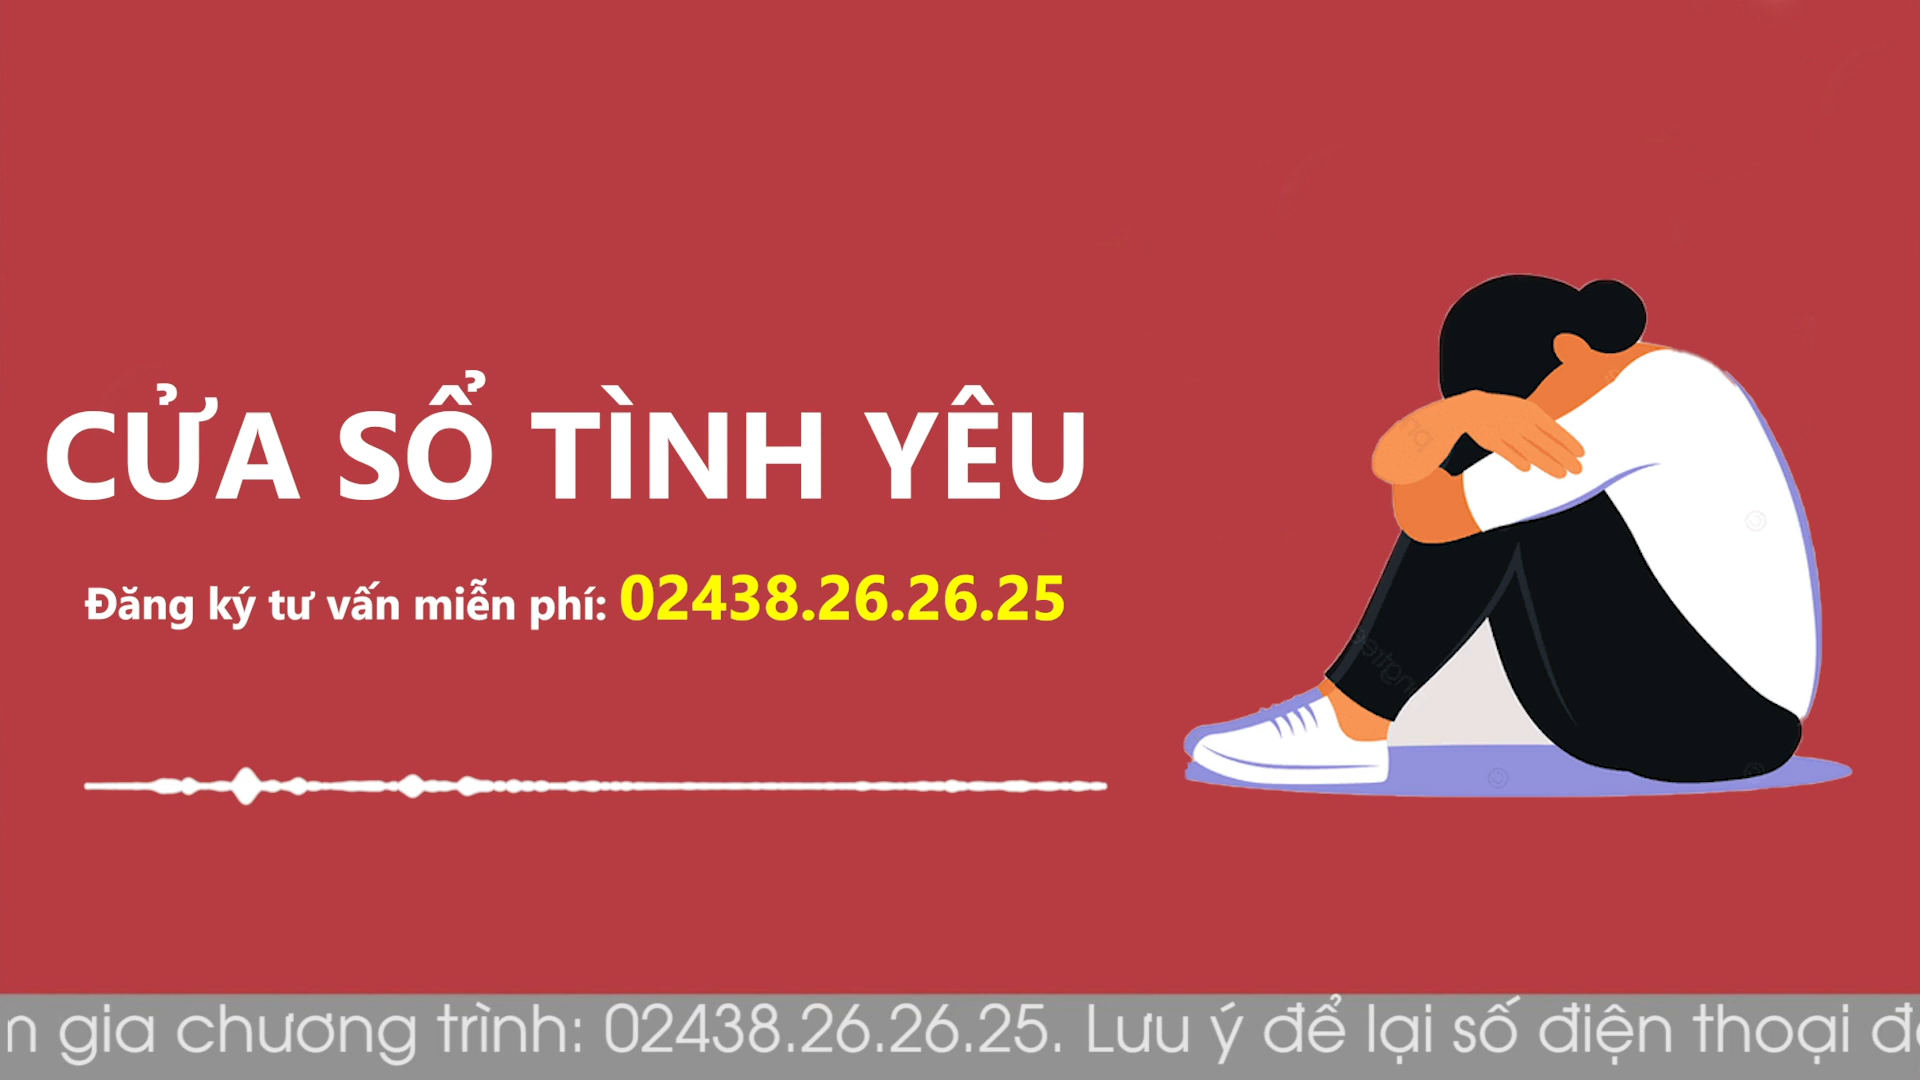 CỬA SỔ TÌNH YÊU
Đăng ký tư vấn miễn phí: 02438.26.26.25
gia chương trình: 02438.26.26.25. Lưu ý để lại số điện thoại